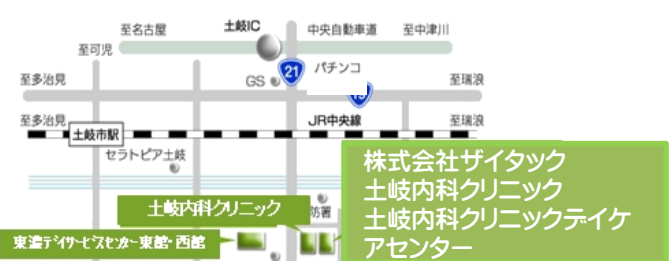 至名古屋
土岐IC
中央自動車道
至中津川
至可児
21
パチンコ
至多治見
GS
19
至瑞浪
至多治見
土岐市駅
JR中央線
至瑞浪
セラトピア土岐
土岐内科クリニック
防署
東濃デイサービスセンター東館・西館
株式会社ザイタック
土岐内科クリニック
土岐内科クリニックデイケ
アセンター